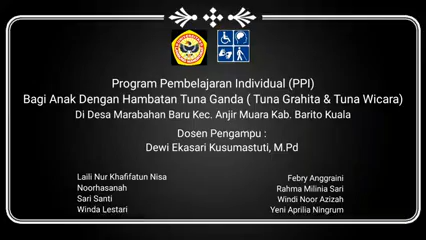 Program Pembelajaran Individual (PPI)
Bagi Anak Dengan Hambatan Tuna Ganda ( Tuna Grahita & Tuna Wicara)
Di Desa Marabahan Baru Kec. Anjir Muara Kab. Barito Kuala
Dosen Pengampu :
Dewi Ekasari Kusumastuti, M.Pd
Laili Nur Khafifatun Nisa
Noorhasanah
Sari Santi
Winda Lestari
Febry Anggraini
Rahma Milinia Sari
Windi Noor Azizah
Yeni Aprilia Ningrum